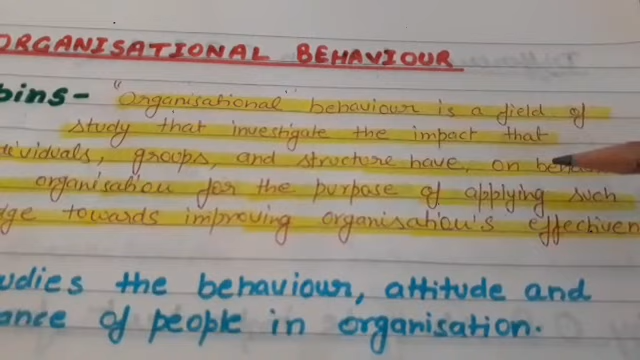 ORGANISATIONAL BEHAVIOUR
bins - "Organisational behaviour is a field of
study that investigate the impact that
individuals, groups, and structure have, on
organisation for the purpose of applying such
towards improving organisation's effectiven
udies the behaviour, attitude and
ance of people in organisation.